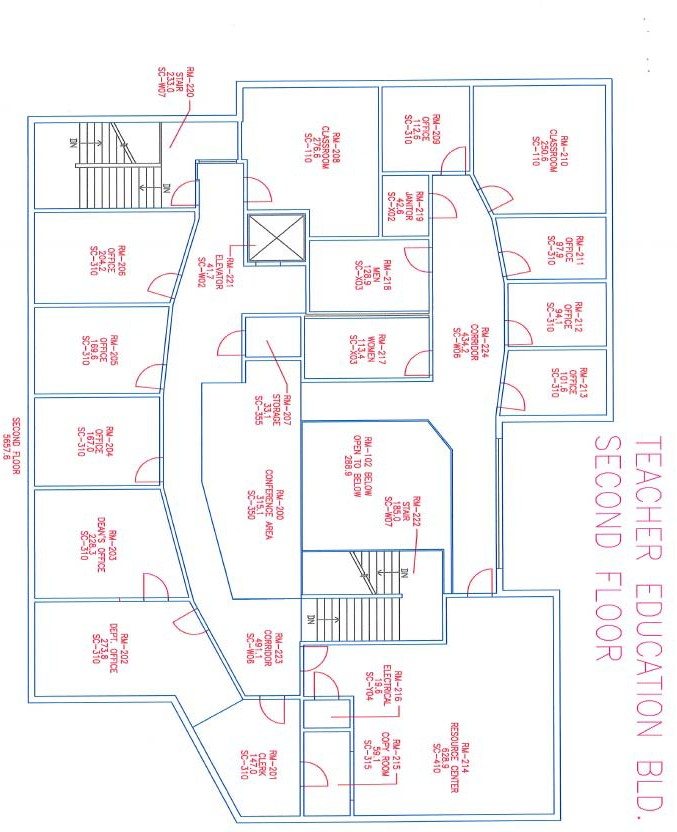 TEACHER EDUCATION BLD.
SECOND FLOOR
RM-210
CLASSROOM
250.6
SC-110
RM-211
OFFICE
97.9
SC-310
RM-212
OFFICE
94.1
SC-310
RM-213
OFFICE
101.6
SC-310
RM-209
OFFICE
112.6
SC-310
RM-219
JANITOR
42.6
SC-X02
RM-224
CORRIDOR
434.2
SC-W06
RM-214
RESOURCE CENTER
628.9
SC-410
RM-218
MEN
128.9
SC-X03
RM-217
WOMEN
113.4
SC-X03
RM-222
STAIR
185.0
SC-W07
DN
DN
RM-102 BELOW
OPEN TO BELOW
288.9
RM-216
ELECTRICAL
19.6
SC-Y04
RM-215
COPY ROOM
59.1
SC-315
RM-208
CLASSROOM
276.6
SC-110
RM-221
ELEVATOR
41.7
SC-W02
RM-207
STORAGE
33.1
SC-355
RM-200
CONFERENCE AREA
315.1
SC-350
RM-223
CORRIDOR
491.1
SC-W06
RM-201
CLERK
147.0
SC-310
RM-220
STAIR
233.0
SC-W07
DN
DN
RM-206
OFFICE
204.2
SC-310
RM-205
OFFICE
169.6
SC-310
RM-204
OFFICE
167.0
SC-310
RM-203
DEAN'S OFFICE
228.3
SC-310
RM-202
DEPT. OFFICE
273.8
SC-310
SECOND FLOOR
5657.6